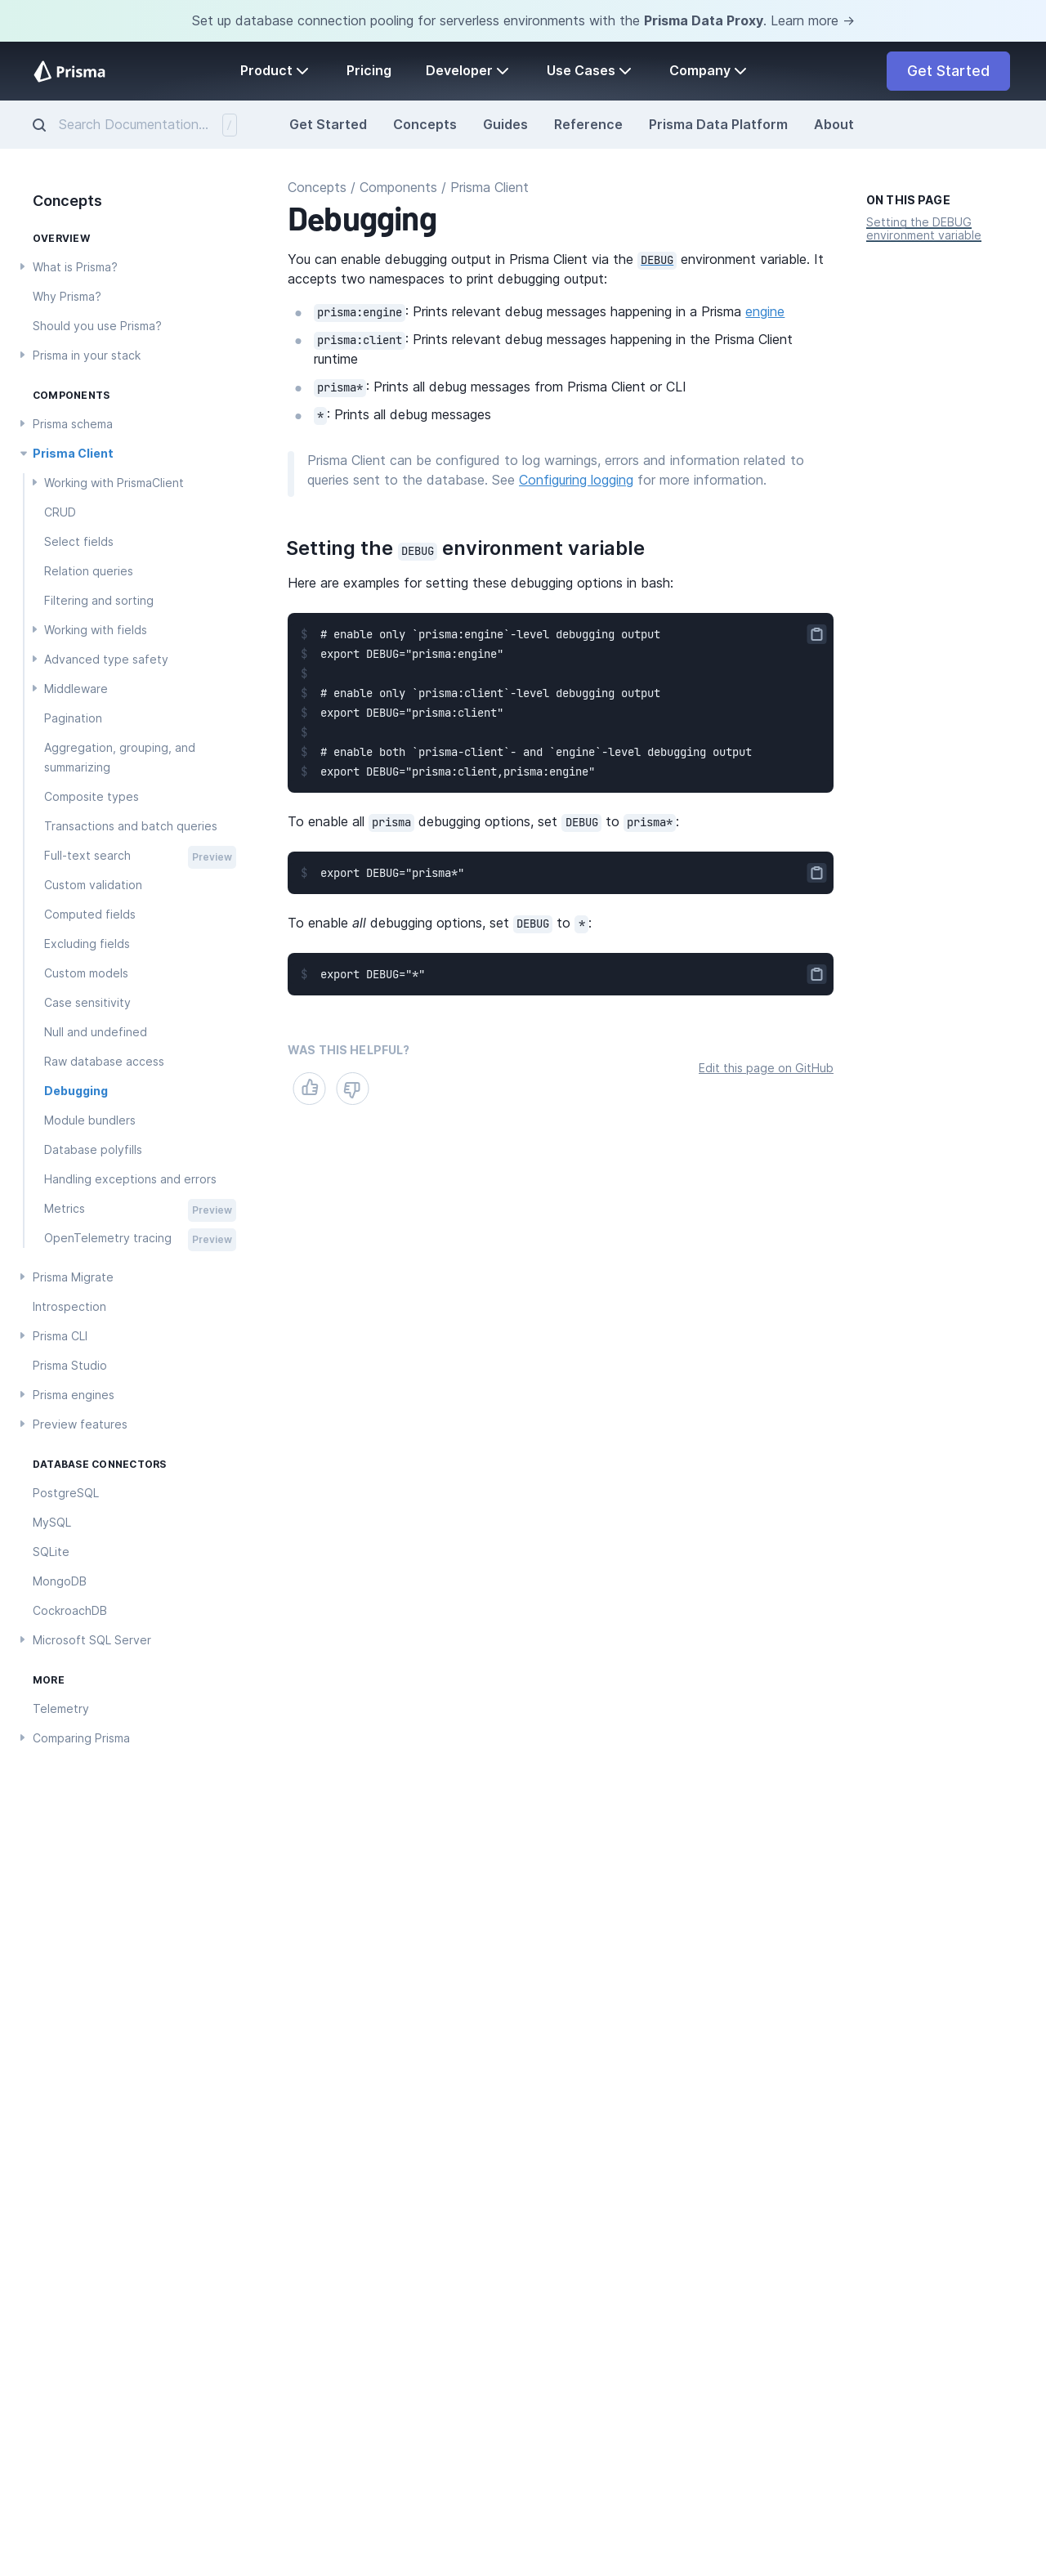 Set up database connection pooling for serverless environments with the Prisma Data Proxy. Learn more →
Prisma
Product
Pricing
Developer
Use Cases
Company
Get Started
Search Documentation...
/
Get Started
Concepts
Guides
Reference
Prisma Data Platform
About
Concepts
OVERVIEW
What is Prisma?
Why Prisma?
Should you use Prisma?
Prisma in your stack
COMPONENTS
Prisma schema
Prisma Client
Working with PrismaClient
CRUD
Select fields
Relation queries
Filtering and sorting
Working with fields
Advanced type safety
Middleware
Pagination
Aggregation, grouping, and
summarizing
Composite types
Transactions and batch queries
Full-text search Preview
Custom validation
Computed fields
Excluding fields
Custom models
Case sensitivity
Null and undefined
Raw database access
Debugging
Module bundlers
Database polyfills
Handling exceptions and errors
Metrics Preview
OpenTelemetry tracing Preview
Prisma Migrate
Introspection
Prisma CLI
Prisma Studio
Prisma engines
Preview features
DATABASE CONNECTORS
PostgreSQL
MySQL
SQLite
MongoDB
CockroachDB
Microsoft SQL Server
MORE
Telemetry
Comparing Prisma
Concepts / Components / Prisma Client
Debugging
You can enable debugging output in Prisma Client via the DEBUG environment variable. It
accepts two namespaces to print debugging output:
prisma:engine: Prints relevant debug messages happening in a Prisma engine
prisma:client: Prints relevant debug messages happening in the Prisma Client
runtime
prisma*: Prints all debug messages from Prisma Client or CLI
*: Prints all debug messages
Prisma Client can be configured to log warnings, errors and information related to
queries sent to the database. See Configuring logging for more information.
Setting the DEBUG environment variable
Here are examples for setting these debugging options in bash:
$ # enable only `prisma:engine`-level debugging output
$ export DEBUG="prisma:engine"
$
$ # enable only `prisma:client`-level debugging output
$ export DEBUG="prisma:client"
$
$ # enable both `prisma-client`- and `engine`-level debugging output
$ export DEBUG="prisma:client,prisma:engine"
To enable all prisma debugging options, set DEBUG to prisma*:
$ export DEBUG="prisma*"
To enable all debugging options, set DEBUG to *:
$ export DEBUG="*"
WAS THIS HELPFUL?
Edit this page on GitHub
ON THIS PAGE
Setting the DEBUG
environment variable